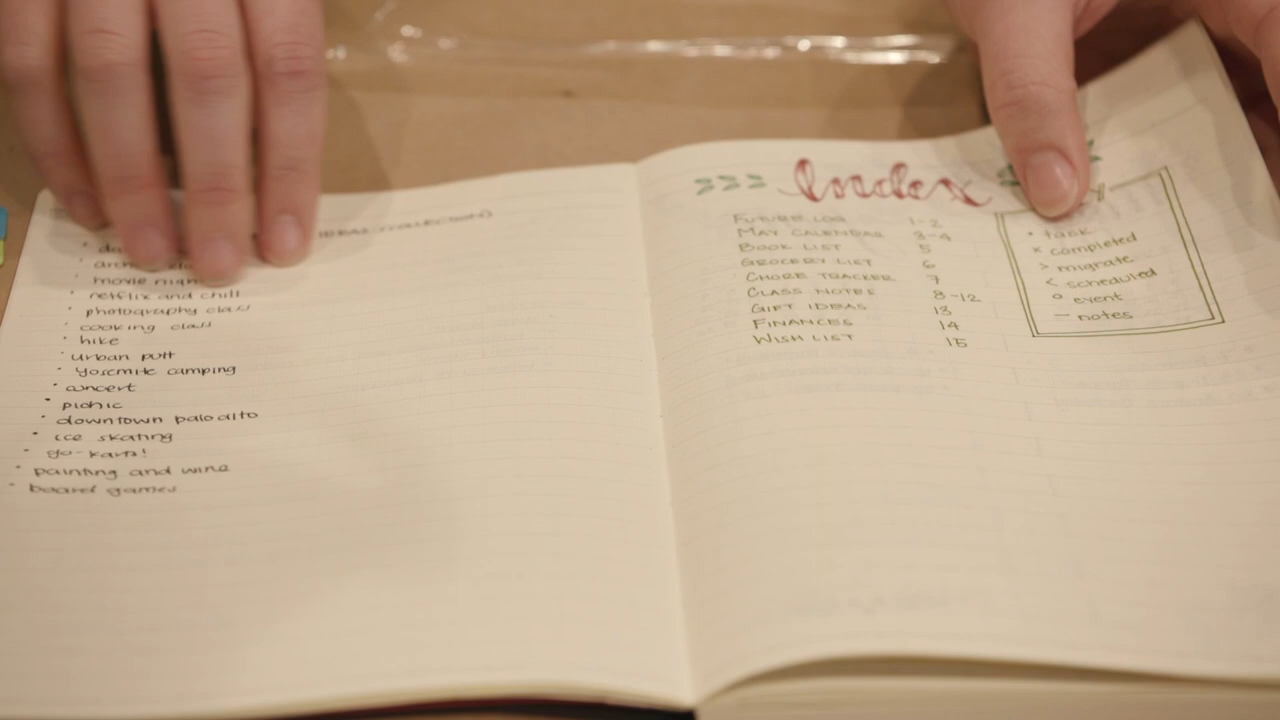 IDEAS (COLLECTION)
movie night
netflix and chill
photography class
cooking class
hike
urban putt
yosemite camping
concert
picnic
downtown palo alto
ice skating
go-karts!
painting and wine
board games
Index
FUTURE LOG 1-2
MAY CALENDAR 3-4
BOOK LIST 5
GROCERY LIST 6
CHORE TRACKER 7
CLASS NOTES 8-12
GIFT IDEAS 13
FINANCES 14
WISH LIST 15
• task
× completed
> migrate
< scheduled
o event
— notes